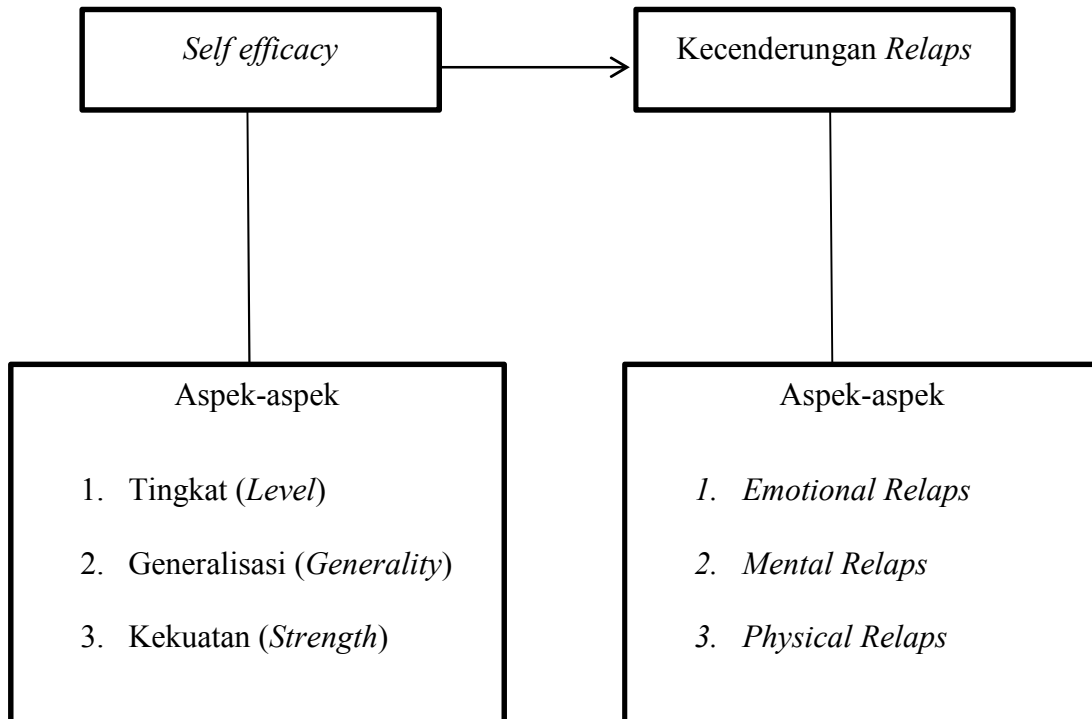 Self efficacy
Kecenderungan Relaps
Aspek-aspek
1. Tingkat (Level)
2. Generalisasi (Generality)
3. Kekuatan (Strength)
Aspek-aspek
1. Emotional Relaps
2. Mental Relaps
3. Physical Relaps